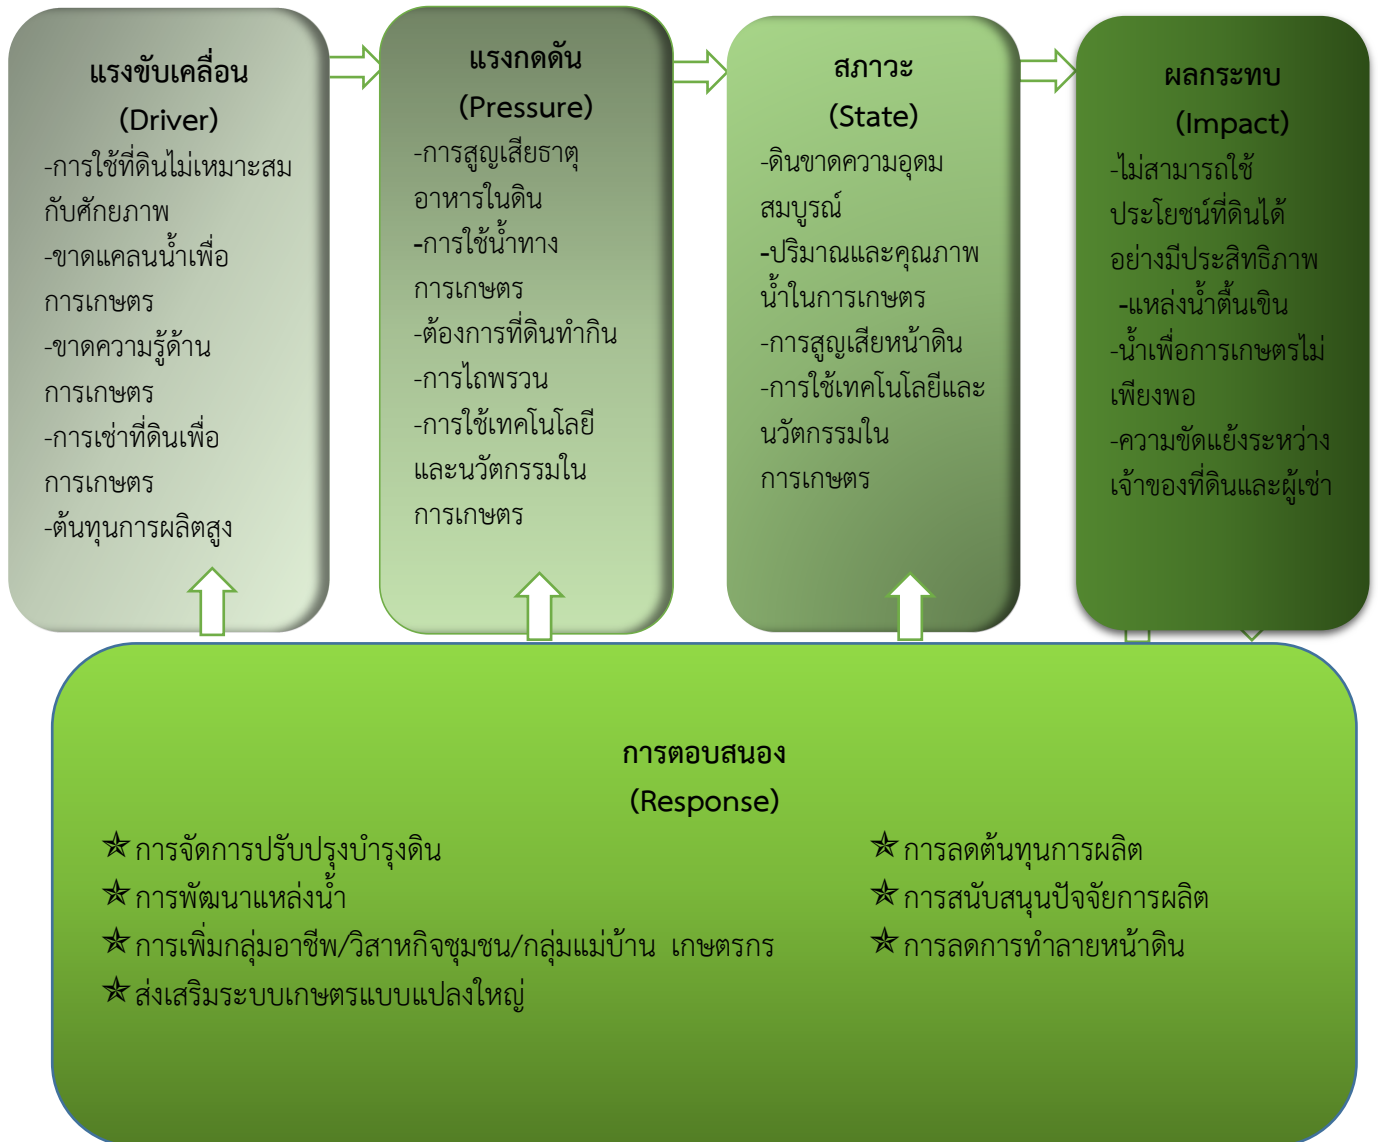 แรงขับเคลื่อน
(Driver)
-การใช้ที่ดินไม่เหมาะสม
กับศักยภาพ
-ขาดแคลนน้ำเพื่อ
การเกษตร
-ขาดความรู้ด้าน
การเกษตร
-การเช่าที่ดินเพื่อ
การเกษตร
-ต้นทุนการผลิตสูง
แรงกดดัน
(Pressure)
-การสูญเสียธาตุ
อาหารในดิน
-การใช้น้ำทาง
การเกษตร
-ต้องการที่ดินทำกิน
-การไถพรวน
-การใช้เทคโนโลยี
และนวัตกรรมใน
การเกษตร
สภาวะ
(State)
-ดินขาดความอุดม
สมบูรณ์
-ปริมาณและคุณภาพ
น้ำในการเกษตร
-การสูญเสียหน้าดิน
-การใช้เทคโนโลยีและ
นวัตกรรมใน
การเกษตร
ผลกระทบ
(Impact)
-ไม่สามารถใช้
ประโยชน์ที่ดินได้
อย่างมีประสิทธิภาพ
-แหล่งน้ำตื้นเขิน
-น้ำเพื่อการเกษตรไม่
เพียงพอ
-ความขัดแย้งระหว่าง
เจ้าของที่ดินและผู้เช่า
การตอบสนอง
(Response)
การจัดการปรับปรุงบำรุงดิน
การพัฒนาแหล่งน้ำ
การเพิ่มกลุ่มอาชีพ/วิสาหกิจชุมชน/กลุ่มแม่บ้าน เกษตรกร
ส่งเสริมระบบเกษตรแบบแปลงใหญ่
การลดต้นทุนการผลิต
การสนับสนุนปัจจัยการผลิต
การลดการทำลายหน้าดิน